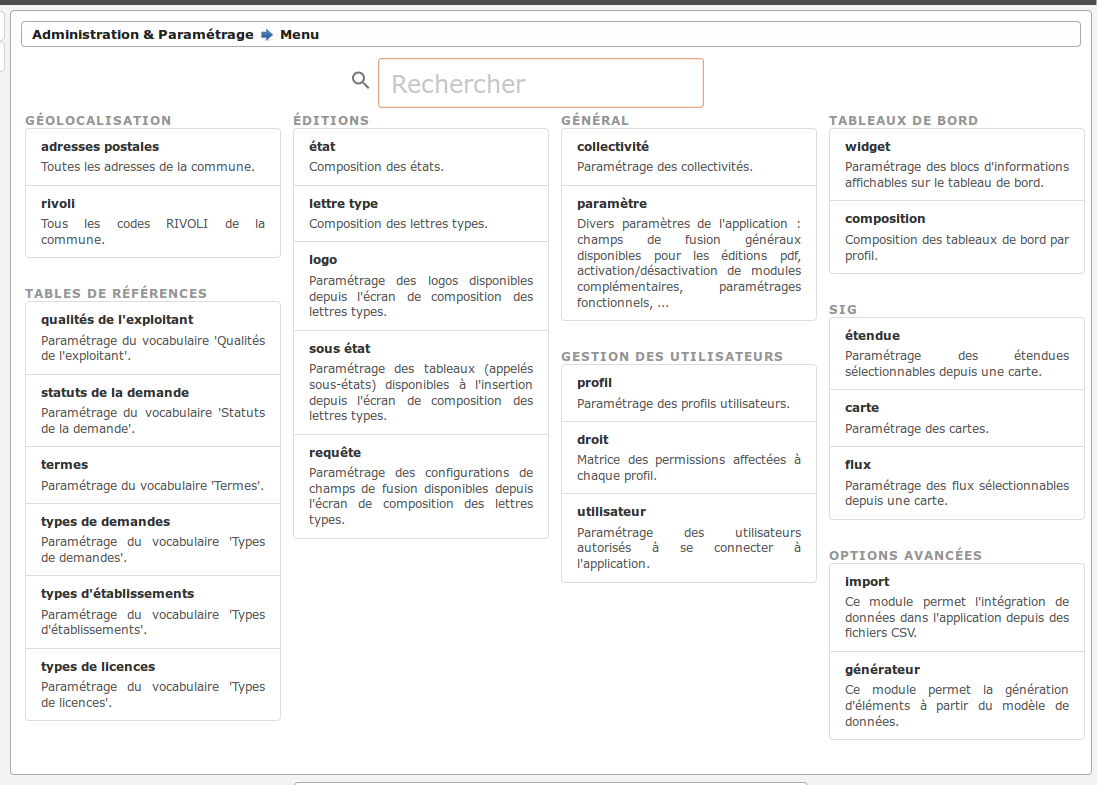 Administration & Paramétrage Menu
Rechercher
GÉOLOCALISATION
adresses postales
Toutes les adresses de la commune.
rivoli
Tous les codes RIVOLI de la
commune.
TABLES DE RÉFÉRENCES
qualités de l'exploitant
Paramétrage du vocabulaire 'Qualités
de l'exploitant'.
statuts de la demande
Paramétrage du vocabulaire 'Statuts
de la demande'.
termes
Paramétrage du vocabulaire 'Termes'.
types de demandes
Paramétrage du vocabulaire 'Types
de demandes'.
types d'établissements
Paramétrage du vocabulaire 'Types
d'établissements'.
types de licences
Paramétrage du vocabulaire 'Types
de licences'.
ÉDITIONS
état
Composition des états.
lettre type
Composition des lettres types.
logo
Paramétrage des logos disponibles
depuis l'écran de composition des
lettres types.
sous état
Paramétrage des tableaux (appelés
sous-états) disponibles à l'insertion
depuis l'écran de composition des
lettres types.
requête
Paramétrage des configurations de
champs de fusion disponibles depuis
l'écran de composition des lettres
types.
GÉNÉRAL
collectivité
Paramétrage des collectivités.
paramètre
Divers paramètres de l'application :
champs de fusion généraux
disponibles pour les éditions pdf,
activation/désactivation de modules
complémentaires, paramétrages
fonctionnels, ...
GESTION DES UTILISATEURS
profil
Paramétrage des profils utilisateurs.
droit
Matrice des permissions affectées à
chaque profil.
utilisateur
Paramétrage des utilisateurs
autorisés à se connecter à
l'application.
TABLEAUX DE BORD
widget
Paramétrage des blocs d'informations
affichables sur le tableau de bord.
composition
Composition des tableaux de bord par
profil.
SIG
étendue
Paramétrage des étendues
sélectionnables depuis une carte.
carte
Paramétrage des cartes.
flux
Paramétrage des flux sélectionnables
depuis une carte.
OPTIONS AVANCÉES
import
Ce module permet l'intégration de
données dans l'application depuis des
fichiers CSV.
générateur
Ce module permet la génération
d'éléments à partir du modèle de
données.